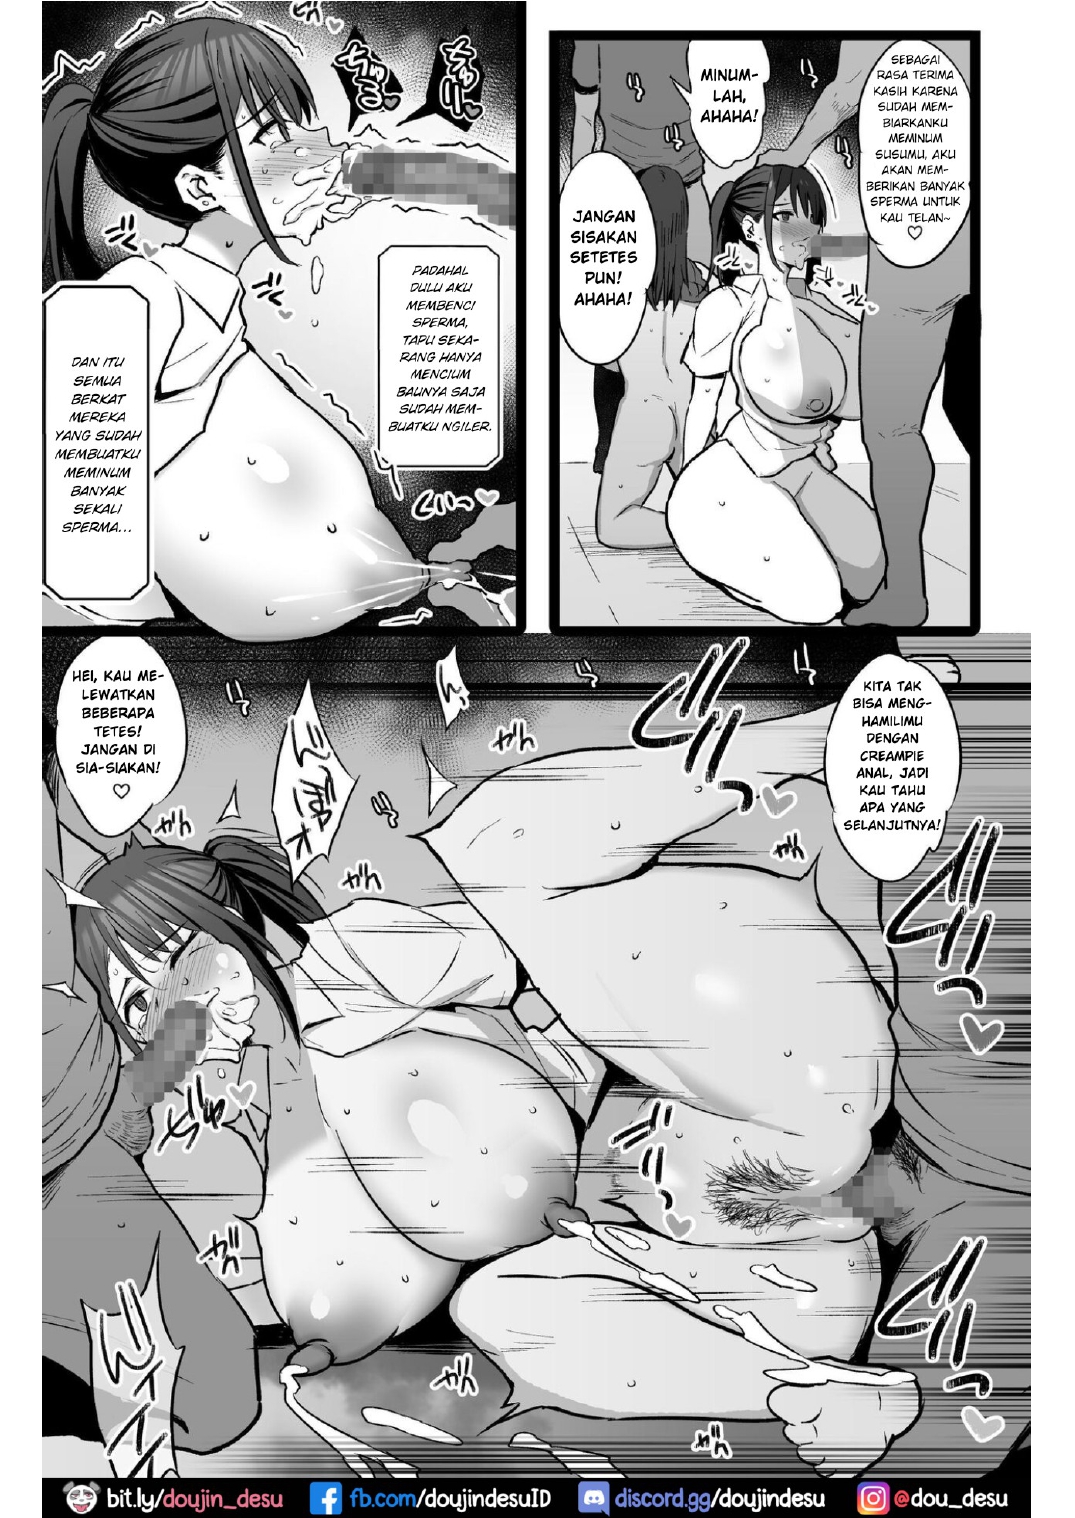 SEBAGAI
RASA TERIMA
KASIH KARENA
SUDAH MEM-
BIARKANKU
MEMINUM
SUSUMU, AKU
AKAN MEM-
BERIKAN BANYAK
SPERMA UNTUK
KAU TELAN~
♡
MINUM-
LAH,
AHAHA!
JANGAN
SISAKAN
SETETES
PUN!
AHAHA!
PADAHAL
DULU AKU
MEMBENCI
SPERMA,
TAPU SEKA-
RANG HANYA
MENCIUM
BAUNYA SAJA
SUDAH MEM-
BUATKU NGILER.
DAN ITU
SEMUA
BERKAT
MEREKA
YANG SUDAH
MEMBUATKU
MEMINUM
BANYAK
SEKALI
SPERMA...
KITA TAK
BISA MENG-
HAMILIMU
DENGAN
CREAMPIE
ANAL, JADI
KAU TAHU
APA YANG
SELANJUTNYA!
HEI, KAU ME-
LEWATKAN
BEBERAPA
TETES!
JANGAN DI
SIA-SIAKAN!
♡
bit.ly/doujin_desu
fb.com/doujindesuID
discord.gg/doujindesu
@dou_desu